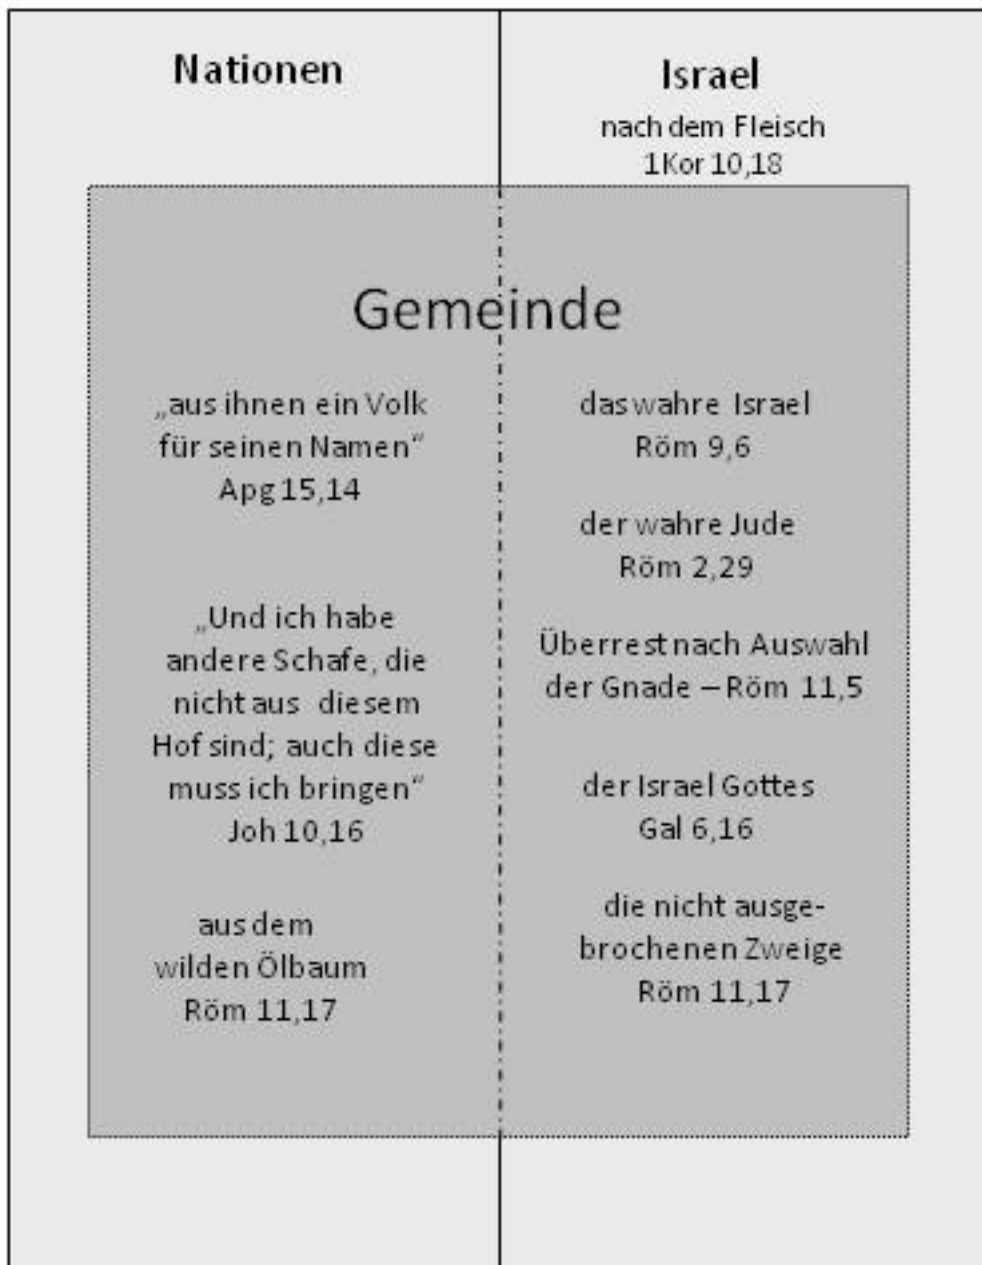 Nationen
Israel
nach dem Fleisch
1Kor 10,18
Gemeinde
„aus ihnen ein Volk
für seinen Namen“
Apg 15,14
„Und ich habe
andere Schafe, die
nicht aus diesem
Hof sind; auch diese
muss ich bringen“
Joh 10,16
aus dem
wilden Ölbaum
Röm 11,17
das wahre Israel
Röm 9,6
der wahre Jude
Röm 2,29
Überrest nach Auswahl
der Gnade – Röm 11,5
der Israel Gottes
Gal 6,16
die nicht ausge-
brochenen Zweige
Röm 11,17